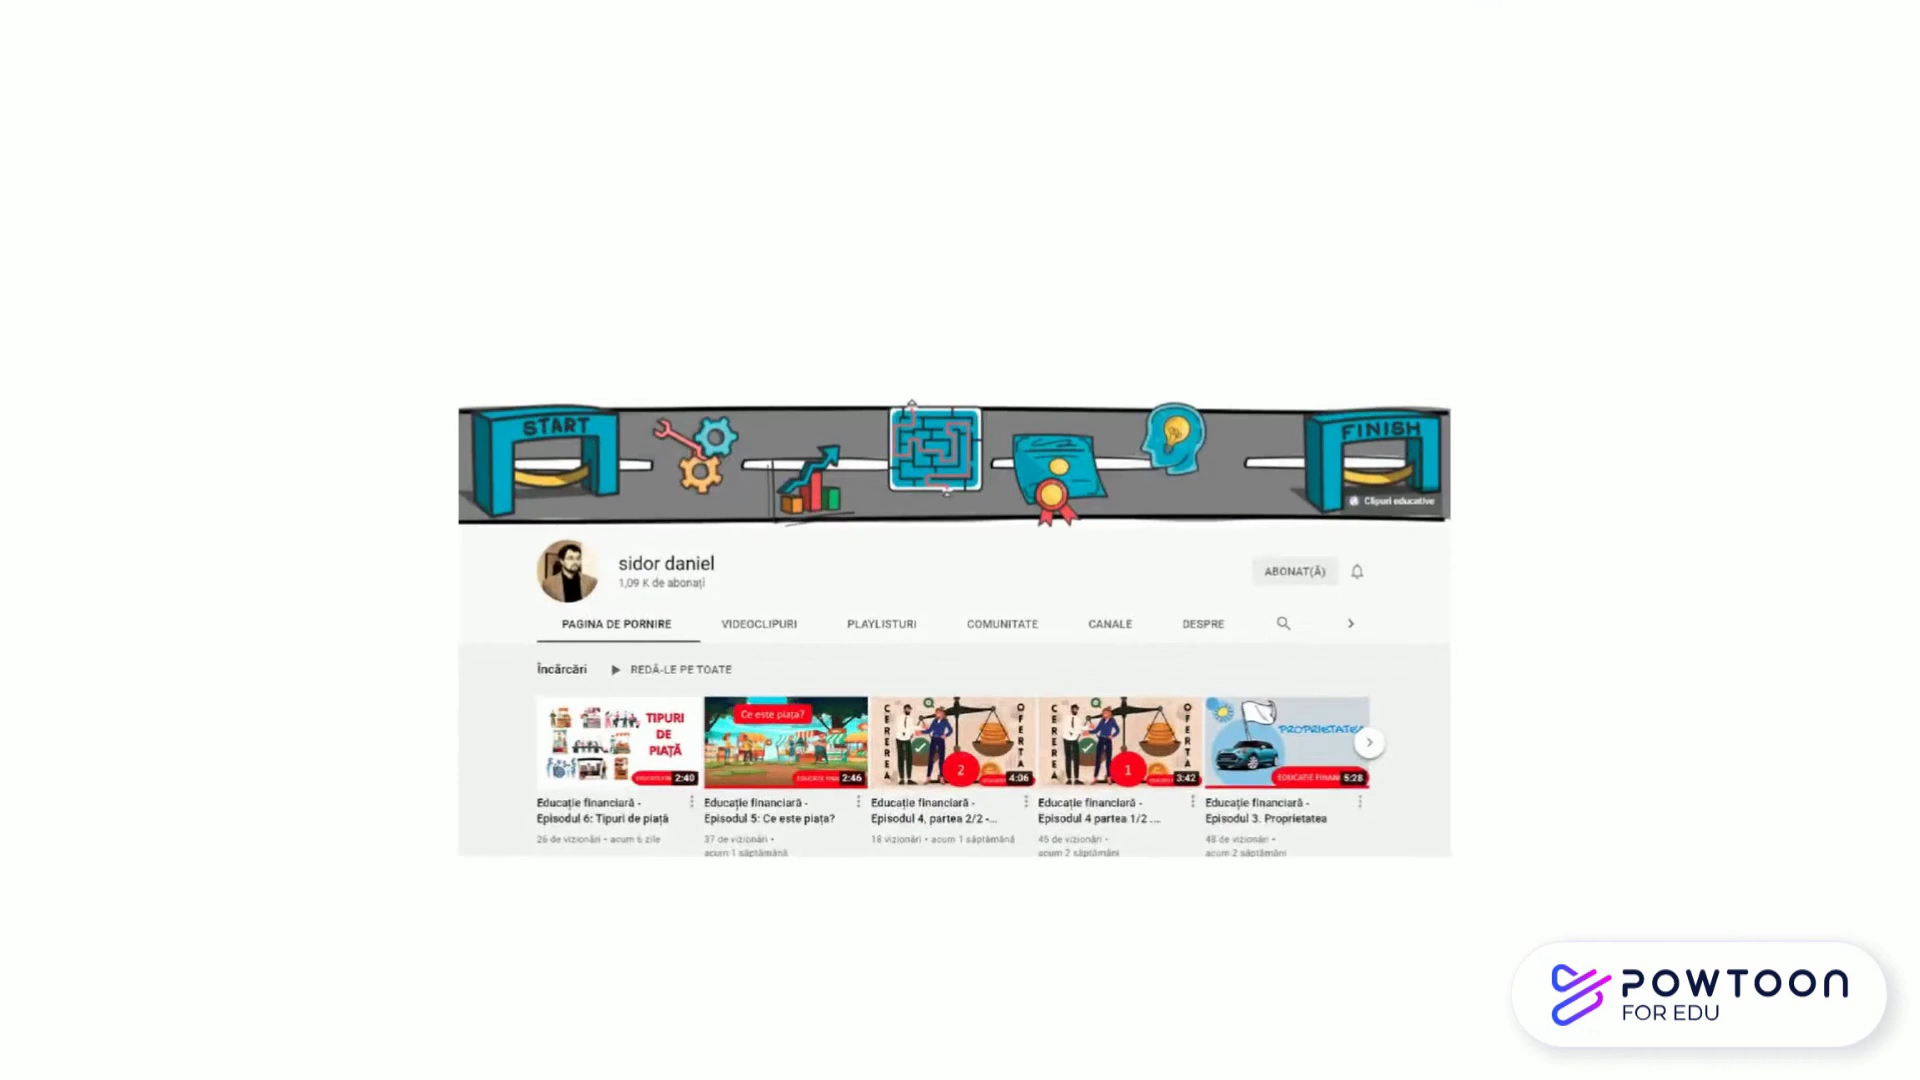 START
FINISH
Clipuri educative
sidor daniel
1,09 K de abonați
ABONAT(Ă)
PAGINA DE PORNIRE VIDEOCLIPURI PLAYLISTURI COMUNITATE CANALE DESPRE
Încărcări REDĂ-LE PE TOATE
TIPURI
DE
PIAȚĂ
2:40
Ce este piața?
2:46
CEREREA
OFERTA
2
4:06
CEREREA
OFERTA
1
3:42
PROPRIETATEA
5:28
Educație financiară -
Episodul 6: Tipuri de piață
26 de vizionări • acum 6 zile
Educație financiară -
Episodul 5: Ce este piața?
37 de vizionări •
acum 1 săptămână
Educație financiară -
Episodul 4, partea 2/2 -...
18 vizionări • acum 1 săptămână
Educație financiară -
Episodul 4 partea 1/2 ....
45 de vizionări •
acum 2 săptămâni
Educație financiară -
Episodul 3. Proprietatea
48 de vizionări •
acum 2 săptămâni
POWTOON
FOR EDU